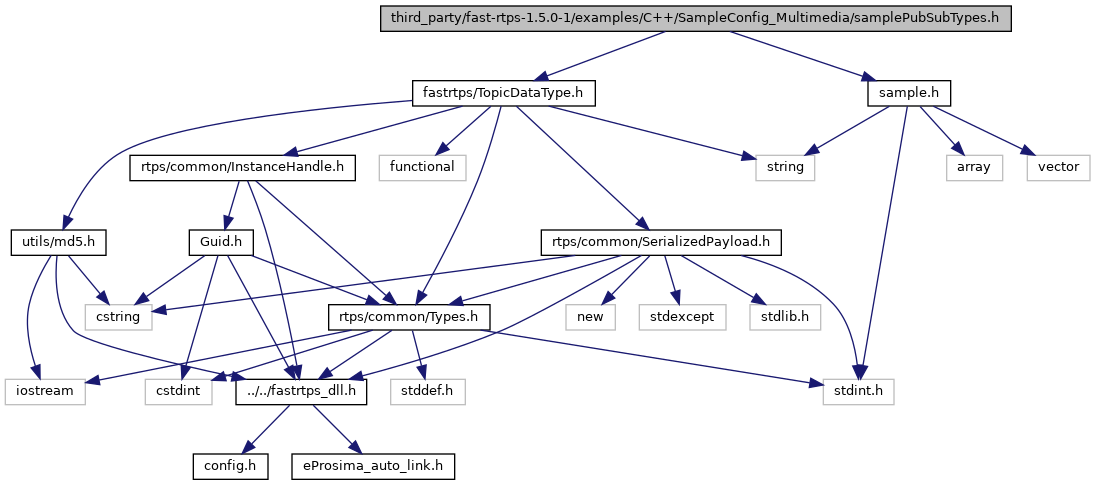 third_party/fast-rtps-1.5.0-1/examples/C++/SampleConfig_Multimedia/samplePubSubTypes.h
fastrtps/TopicDataType.h
sample.h
rtps/common/InstanceHandle.h
functional
string
array
vector
utils/md5.h
Guid.h
rtps/common/SerializedPayload.h
cstring
rtps/common/Types.h
new
stdexcept
stdlib.h
iostream
cstdint
../../fastrtps_dll.h
stddef.h
stdint.h
config.h
eProsima_auto_link.h